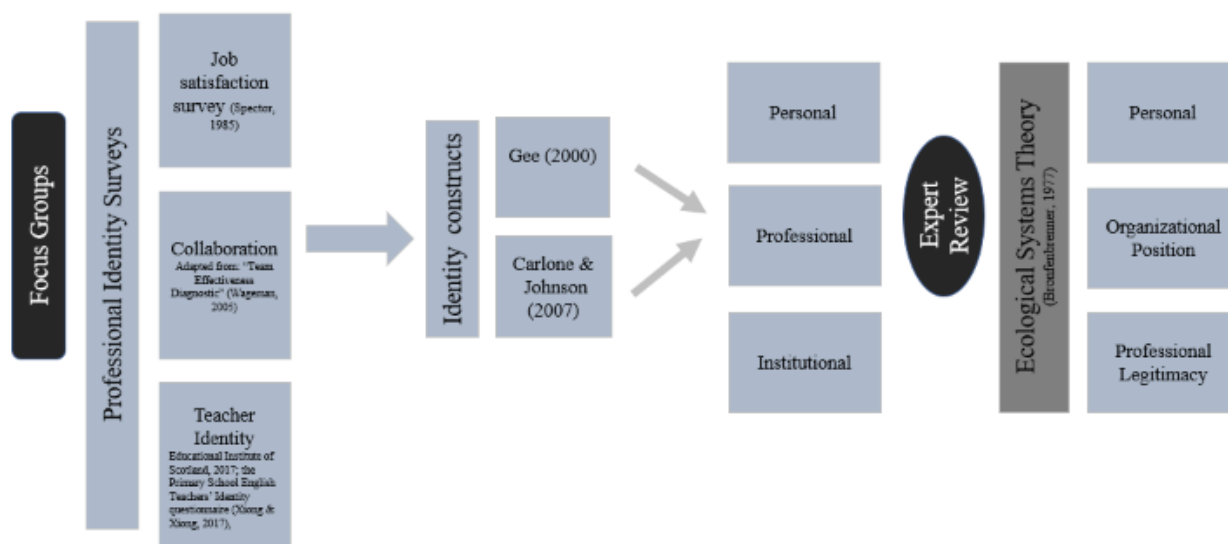 Focus Groups
Professional Identity Surveys
Job
satisfaction
survey (Spector,
1985)
Collaboration
Adapted from: “Team
Effectiveness
Diagnostic” (Wageman,
2005)
Teacher
Identity
Educational Institute of
Scotland, 2017; the
Primary School English
Teachers’ Identity
questionnaire (Xiong &
Xiong, 2017),
Identity constructs
Gee (2000)
Carlone &
Johnson
(2007)
Personal
Professional
Institutional
Expert
Review
Ecological Systems Theory
(Bronfenbrenner, 1977)
Personal
Organizational
Position
Professional
Legitimacy